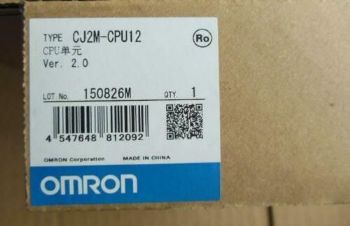 TYPE CJ2M-CPU12
CPU单元
Ver. 2.0
Ro
LOT No. 150826M QTY. 1
4 547648 812092
OMRON Corporation MADE IN CHINA
OMRON